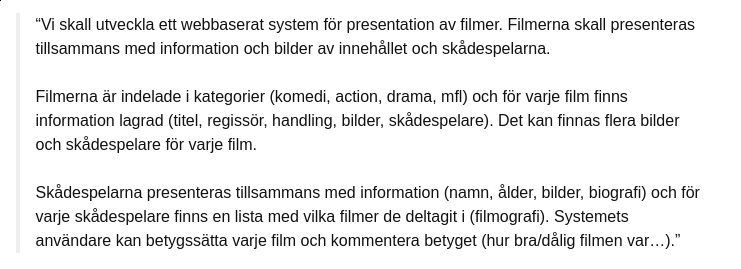 “Vi skall utveckla ett webbaserat system för presentation av filmer. Filmerna skall presenteras
tillsammans med information och bilder av innehållet och skådespelarna.
Filmerna är indelade i kategorier (komedi, action, drama, mfl) och för varje film finns
information lagrad (titel, regissör, handling, bilder, skådespelare). Det kan finnas flera bilder
och skådespelare för varje film.
Skådespelarna presenteras tillsammans med information (namn, ålder, bilder, biografi) och för
varje skådespelare finns en lista med vilka filmer de deltagit i (filmografi). Systemets
användare kan betygssätta varje film och kommentera betyget (hur bra/dålig filmen var…).”